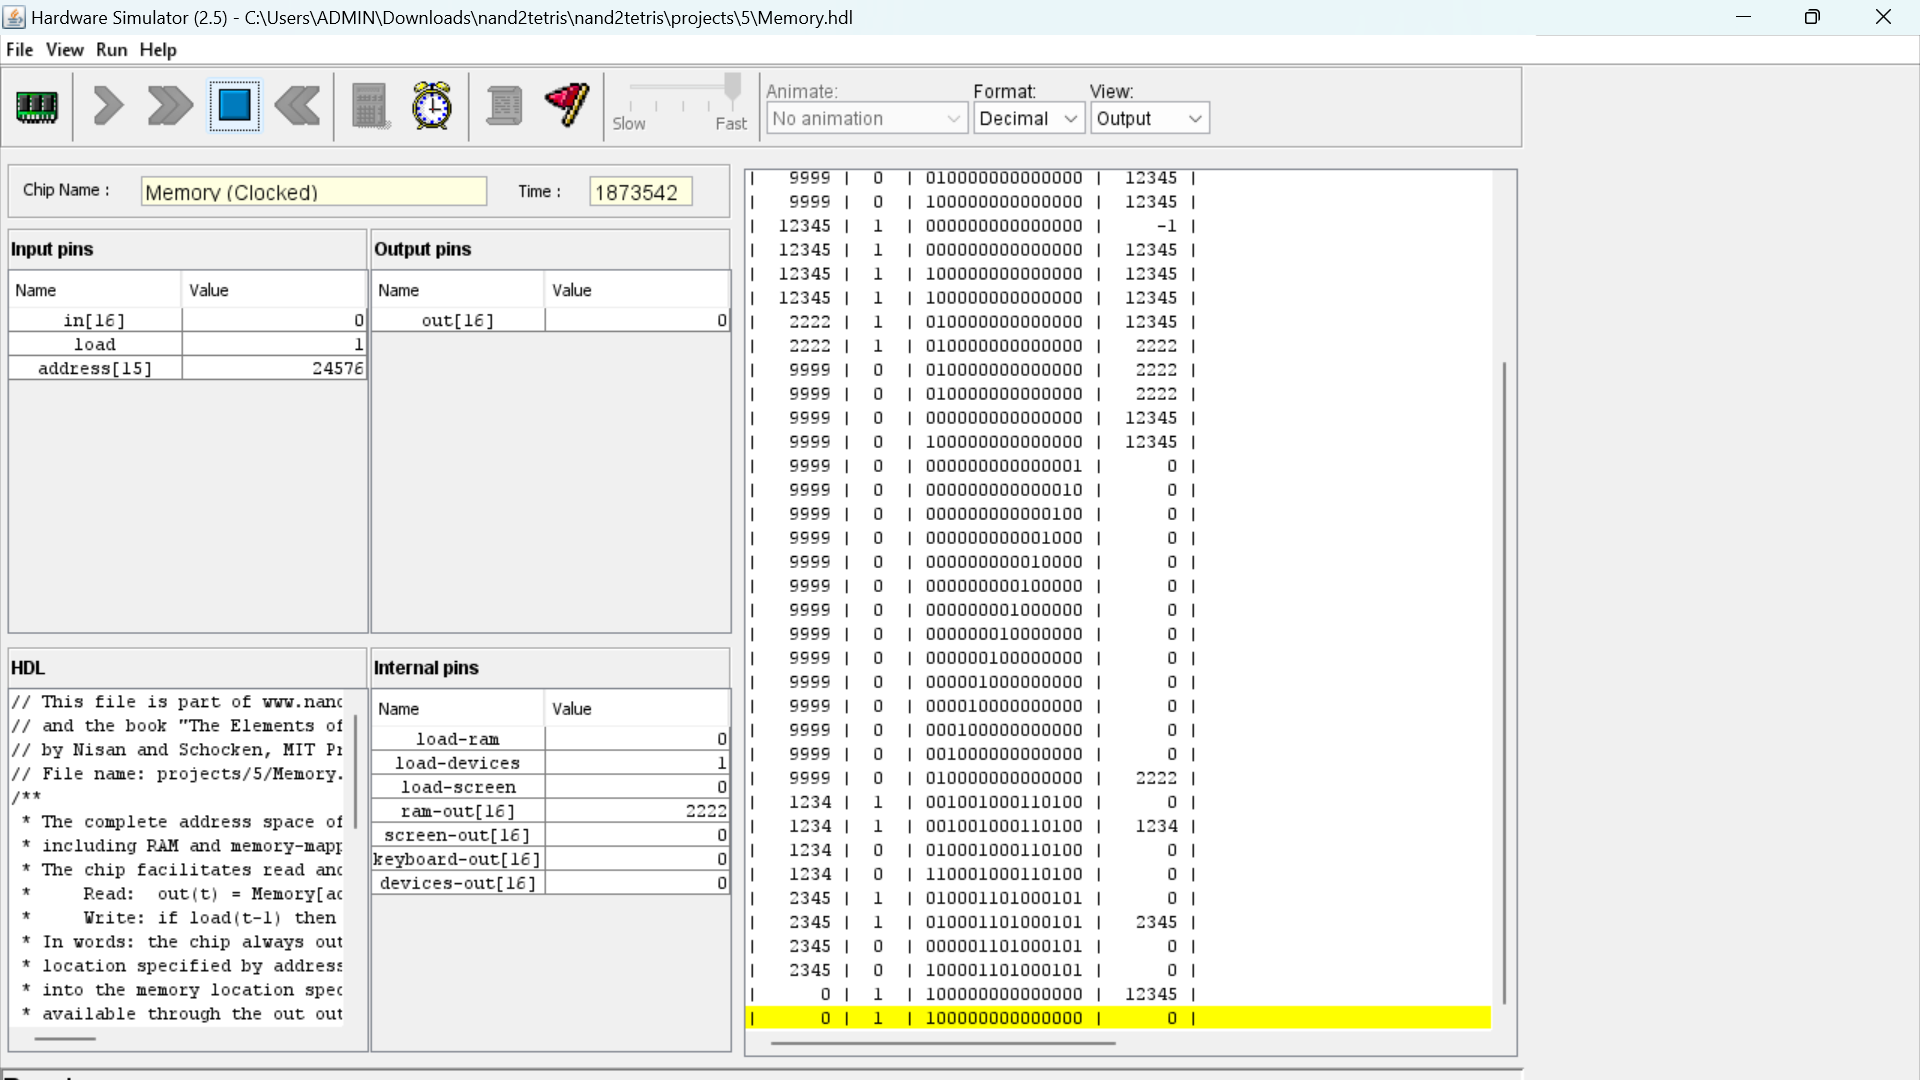 Hardware Simulator (2.5) - C:\Users\ADMIN\Downloads\nand2tetris\nand2tetris\projects\5\Memory.hdl
File View Run Help
Slow Fast
Animate:
No animation
Format:
Decimal
View:
Output
Chip Name :
Memory (Clocked)
Time :
1873542
Input pins
Name Value
in[16] 0
load 1
address[15] 24576
Output pins
Name Value
out[16] 0
HDL
// This file is part of www.nand
// and the book "The Elements of
// by Nisan and Schocken, MIT Pr
// File name: projects/5/Memory.
/**
* The complete address space of
* including RAM and memory-mapp
* The chip facilitates read and
* Read: out(t) = Memory[ad
* Write: if load(t-1) then
* In words: the chip always out
* location specified by address
* into the memory location spec
* available through the out out
Internal pins
Name Value
load-ram 0
load-devices 1
load-screen 0
ram-out[16] 2222
screen-out[16] 0
keyboard-out[16] 0
devices-out[16] 0
| 9999 | 0 | 010000000000000 | 12345 |
| 9999 | 0 | 100000000000000 | 12345 |
| 12345 | 1 | 000000000000000 | -1 |
| 12345 | 1 | 000000000000000 | 12345 |
| 12345 | 1 | 100000000000000 | 12345 |
| 12345 | 1 | 100000000000000 | 12345 |
| 2222 | 1 | 010000000000000 | 12345 |
| 2222 | 1 | 010000000000000 | 2222 |
| 9999 | 0 | 010000000000000 | 2222 |
| 9999 | 0 | 010000000000000 | 2222 |
| 9999 | 0 | 000000000000000 | 12345 |
| 9999 | 0 | 100000000000000 | 12345 |
| 9999 | 0 | 000000000000001 | 0 |
| 9999 | 0 | 000000000000010 | 0 |
| 9999 | 0 | 000000000000100 | 0 |
| 9999 | 0 | 000000000001000 | 0 |
| 9999 | 0 | 000000000010000 | 0 |
| 9999 | 0 | 000000000100000 | 0 |
| 9999 | 0 | 000000001000000 | 0 |
| 9999 | 0 | 000000010000000 | 0 |
| 9999 | 0 | 000000100000000 | 0 |
| 9999 | 0 | 000001000000000 | 0 |
| 9999 | 0 | 000010000000000 | 0 |
| 9999 | 0 | 000100000000000 | 0 |
| 9999 | 0 | 001000000000000 | 0 |
| 9999 | 0 | 010000000000000 | 2222 |
| 1234 | 1 | 001001000110100 | 0 |
| 1234 | 1 | 001001000110100 | 1234 |
| 1234 | 0 | 010001000110100 | 0 |
| 1234 | 0 | 110001000110100 | 0 |
| 2345 | 1 | 010001101000101 | 0 |
| 2345 | 1 | 010001101000101 | 2345 |
| 2345 | 0 | 000001101000101 | 0 |
| 2345 | 0 | 100001101000101 | 0 |
| 0 | 1 | 100000000000000 | 12345 |
| 0 | 1 | 100000000000000 | 0 |